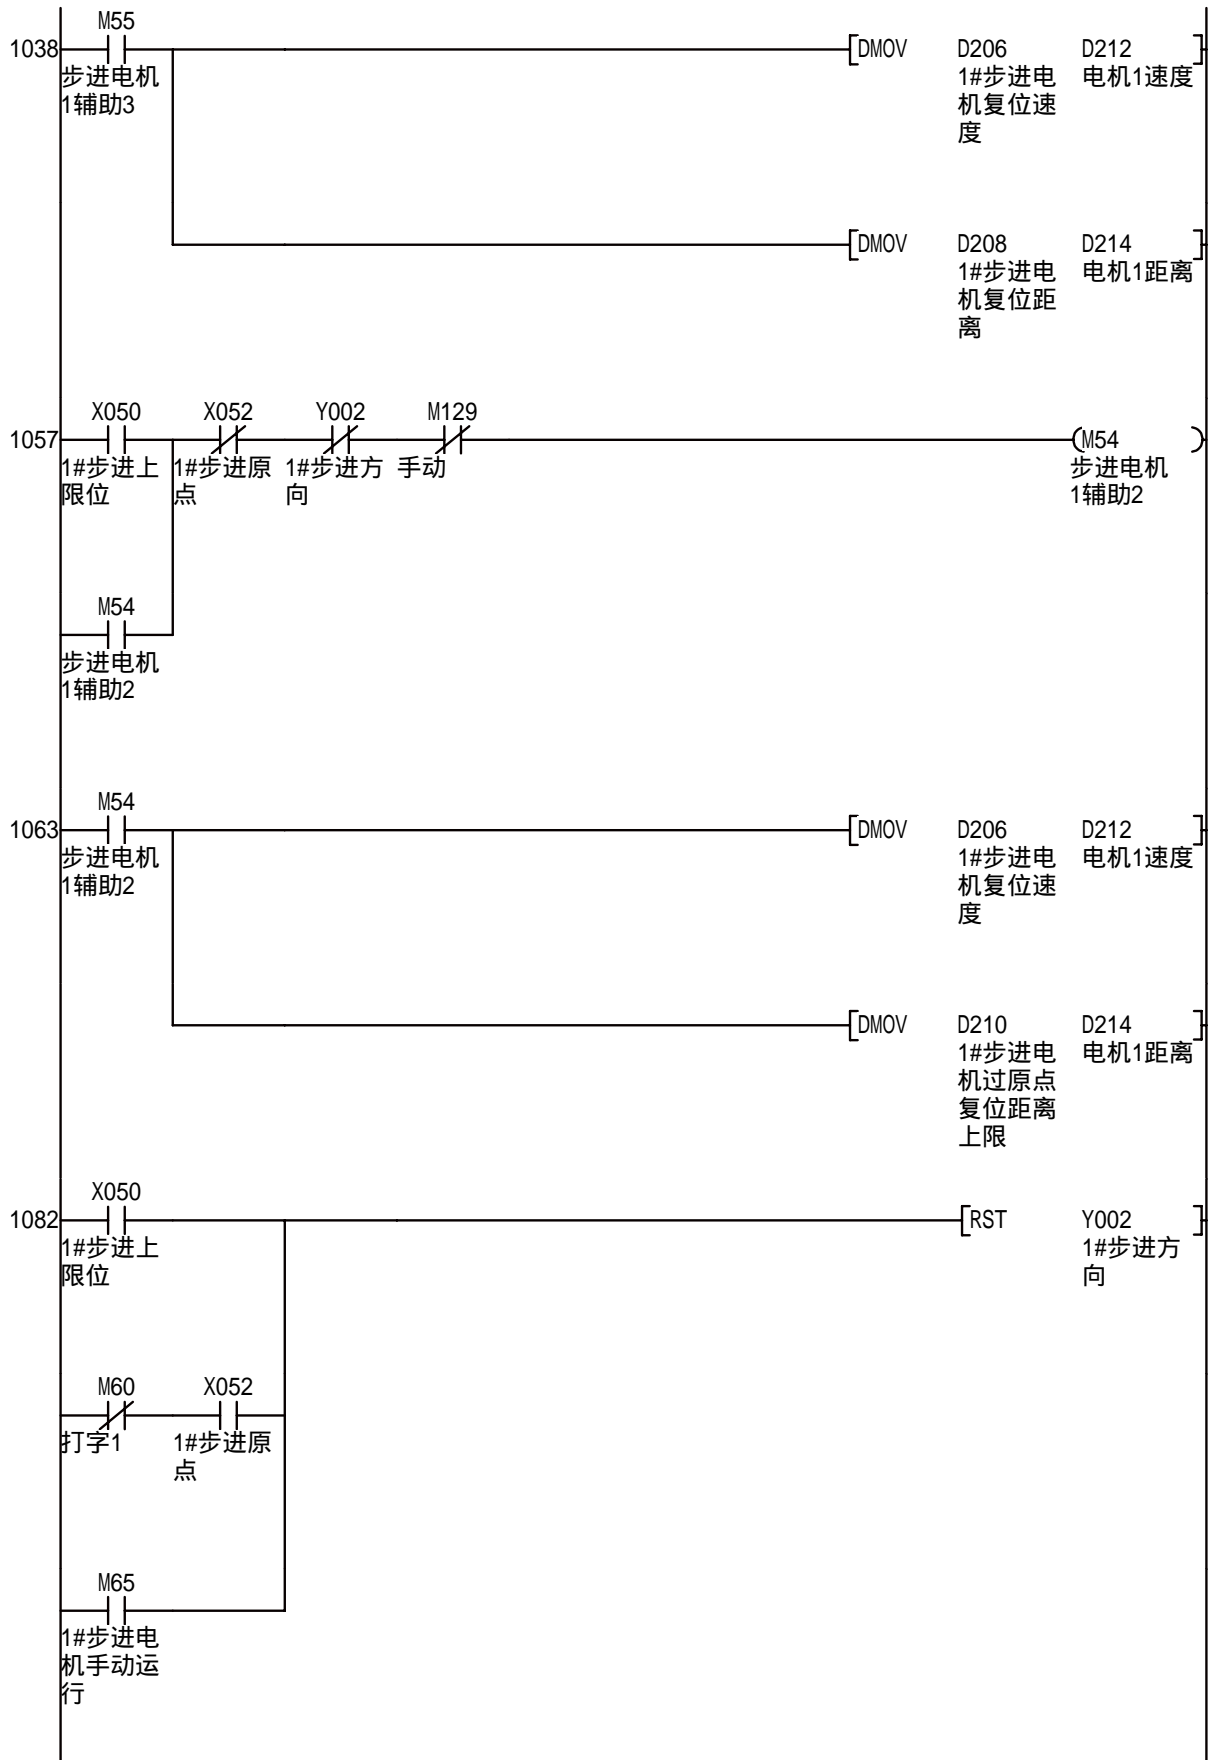 M55
1038 DMOV D206 D212
步进电机 1#步进电 电机1速度
1辅助3 机复位速
度
DMOV D208 D214
1#步进电 电机1距离
机复位距
离
X050 X052 Y002 M129
1057 M54
1#步进上 1#步进原 1#步进方 手动 步进电机
限位 点 向 1辅助2
M54
步进电机
1辅助2
M54
1063 DMOV D206 D212
步进电机 1#步进电 电机1速度
1辅助2 机复位速
度
DMOV D210 D214
1#步进电 电机1距离
机过原点
复位距离
上限
X050
1082 RST Y002
1#步进上 1#步进方
限位 向
M60 X052
打字1 1#步进原
点
M65
1#步进电
机手动运
行